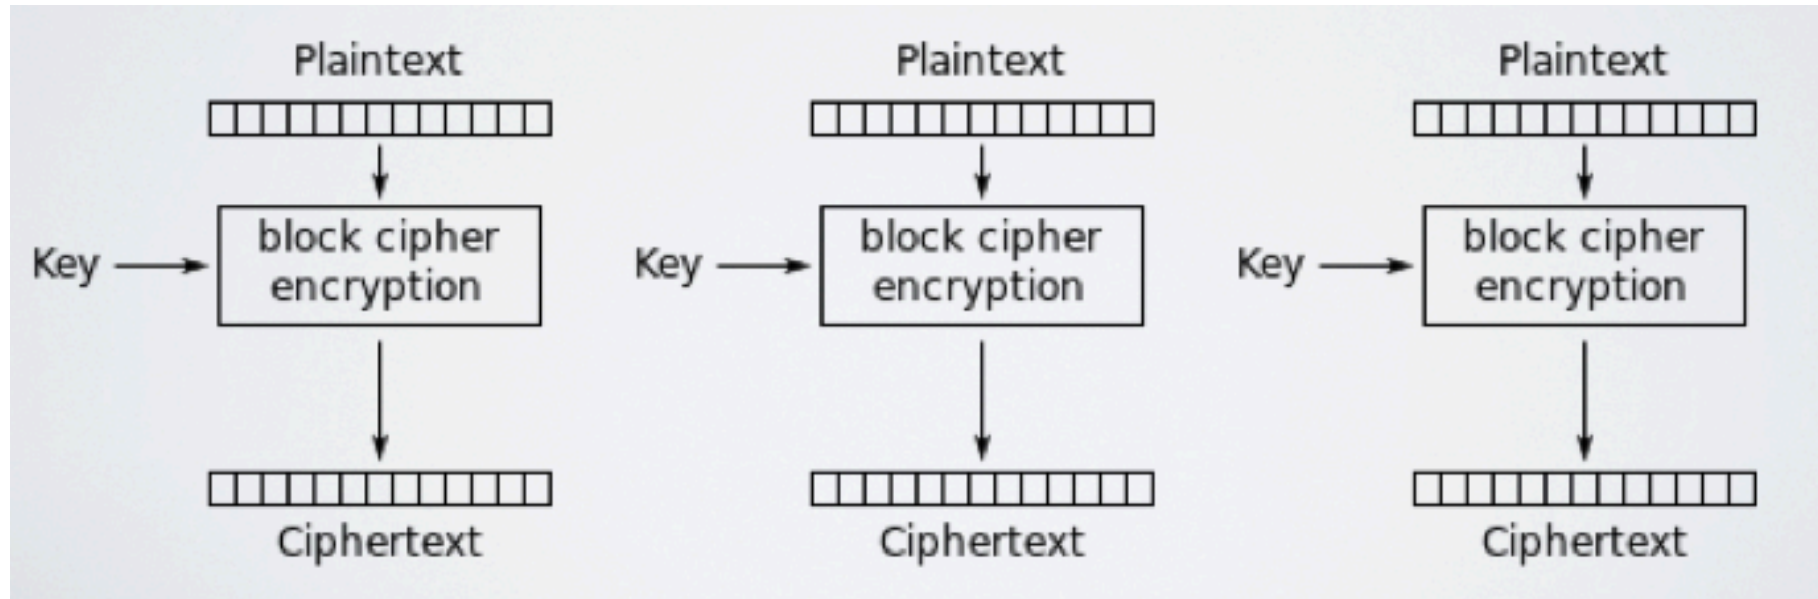 Plaintext
Plaintext
Plaintext
block cipher
encryption
block cipher
encryption
block cipher
encryption
Key
Key
Key
Ciphertext
Ciphertext
Ciphertext